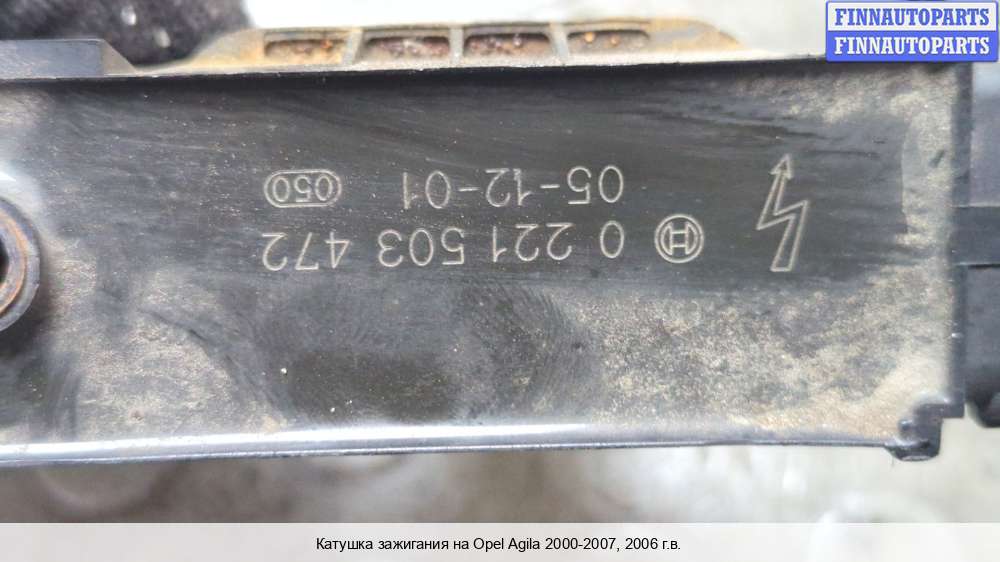 FINNAUTOPARTS
FINNAUTOPARTS
0 221 503 472
05-12-01 050
Катушка зажигания на Opel Agila 2000-2007, 2006 г.в.